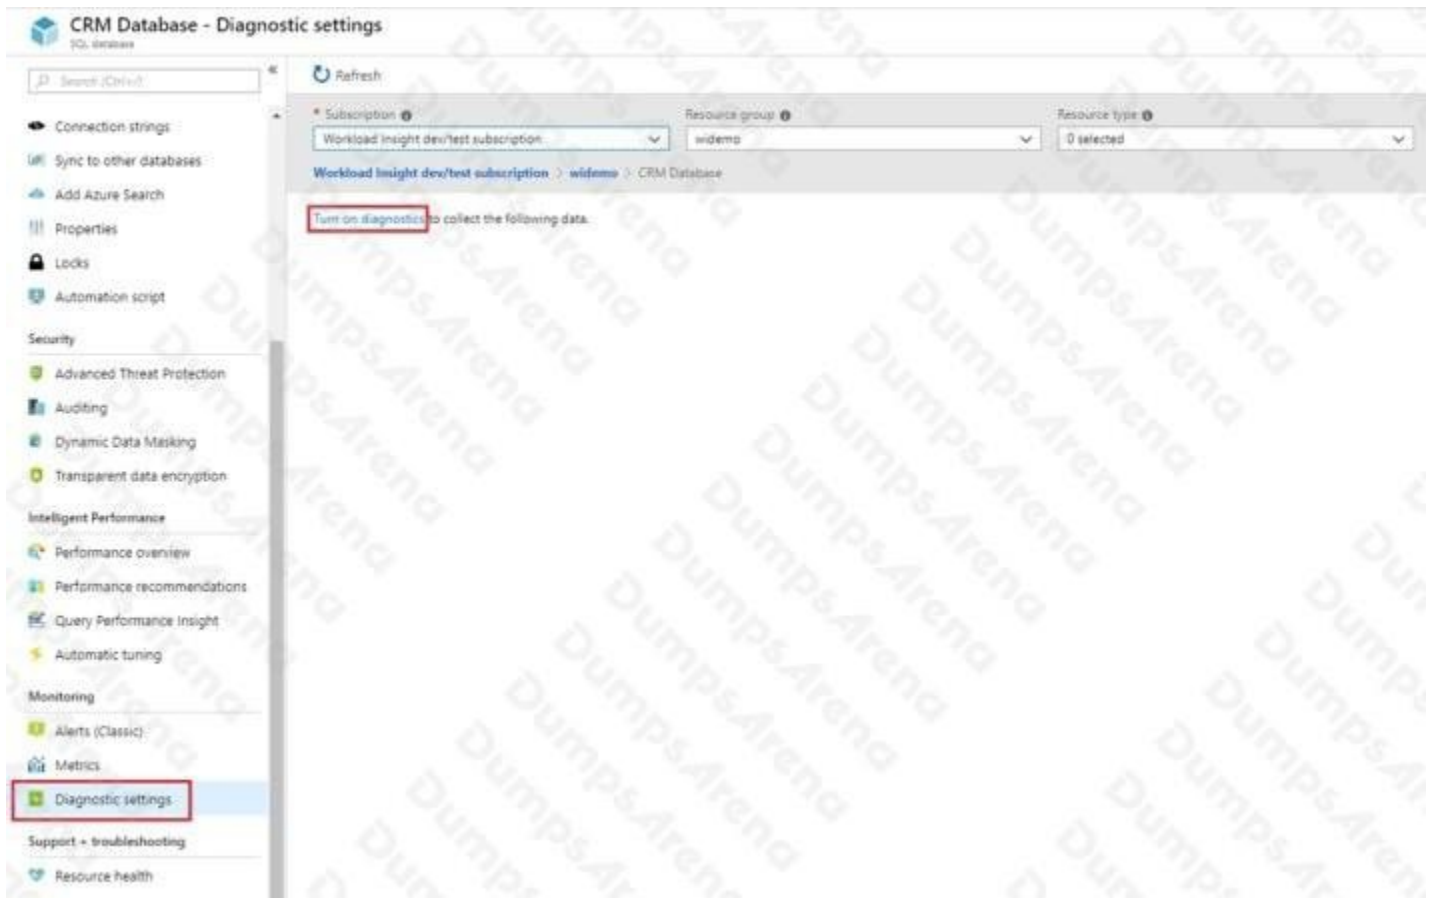 CRM Database - Diagnostic settings
SQL database
Search (Ctrl+/)
«
Refresh
* Subscription
Resource group
Resource type
Workload Insight dev/test subscription
widemo
0 selected
Workload Insight dev/test subscription > widemo > CRM Database
Turn on diagnostics to collect the following data.
Connection strings
Sync to other databases
Add Azure Search
Properties
Locks
Automation script
Security
Advanced Threat Protection
Auditing
Dynamic Data Masking
Transparent data encryption
Intelligent Performance
Performance overview
Performance recommendations
Query Performance Insight
Automatic tuning
Monitoring
Alerts (Classic)
Metrics
Diagnostic settings
Support + troubleshooting
Resource health
DumpsArena